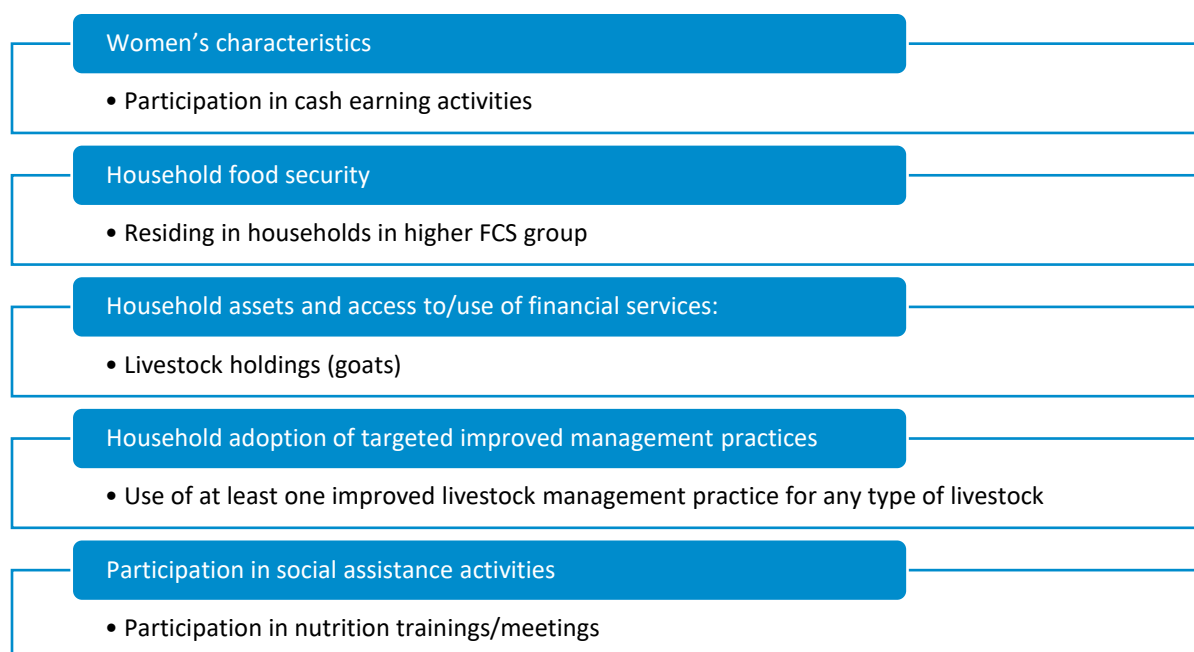 Women’s characteristics
• Participation in cash earning activities
Household food security
• Residing in households in higher FCS group
Household assets and access to/use of financial services:
• Livestock holdings (goats)
Household adoption of targeted improved management practices
• Use of at least one improved livestock management practice for any type of livestock
Participation in social assistance activities
• Participation in nutrition trainings/meetings